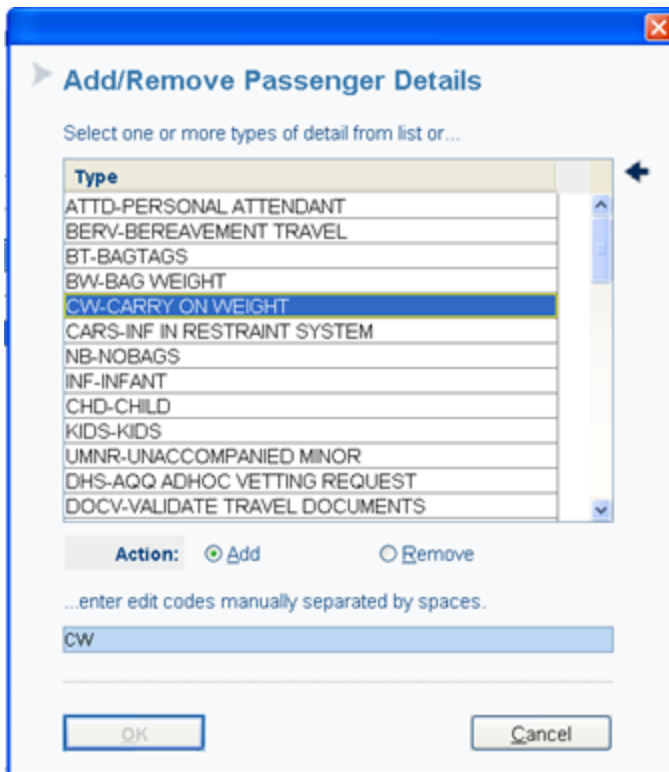 Add/Remove Passenger Details
Select one or more types of detail from list or...
Type
ATTD-PERSONAL ATTENDANT
BERV-BEREAVEMENT TRAVEL
BT-BAGTAGS
BW-BAG WEIGHT
CW-CARRY ON WEIGHT
CARS-INF IN RESTRAINT SYSTEM
NB-NOBAGS
INF-INFANT
CHD-CHILD
KIDS-KIDS
UMNR-UNACCOMPANIED MINOR
DHS-AQQ ADHOC VETTING REQUEST
DOCV-VALIDATE TRAVEL DOCUMENTS
Action: Add Remove
...enter edit codes manually separated by spaces.
CW
OK Cancel